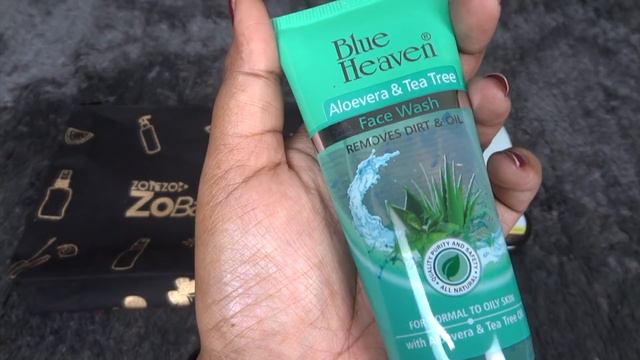 Blue
Heaven®
Aloevera & Tea Tree
Face Wash
REMOVES DIRT & OIL
QUALITY PURITY AND SAFETY
• ALL NATURAL •
FOR NORMAL TO OILY SKIN
with Aloevera & Tea Tree
ZOTEZO
ZOB